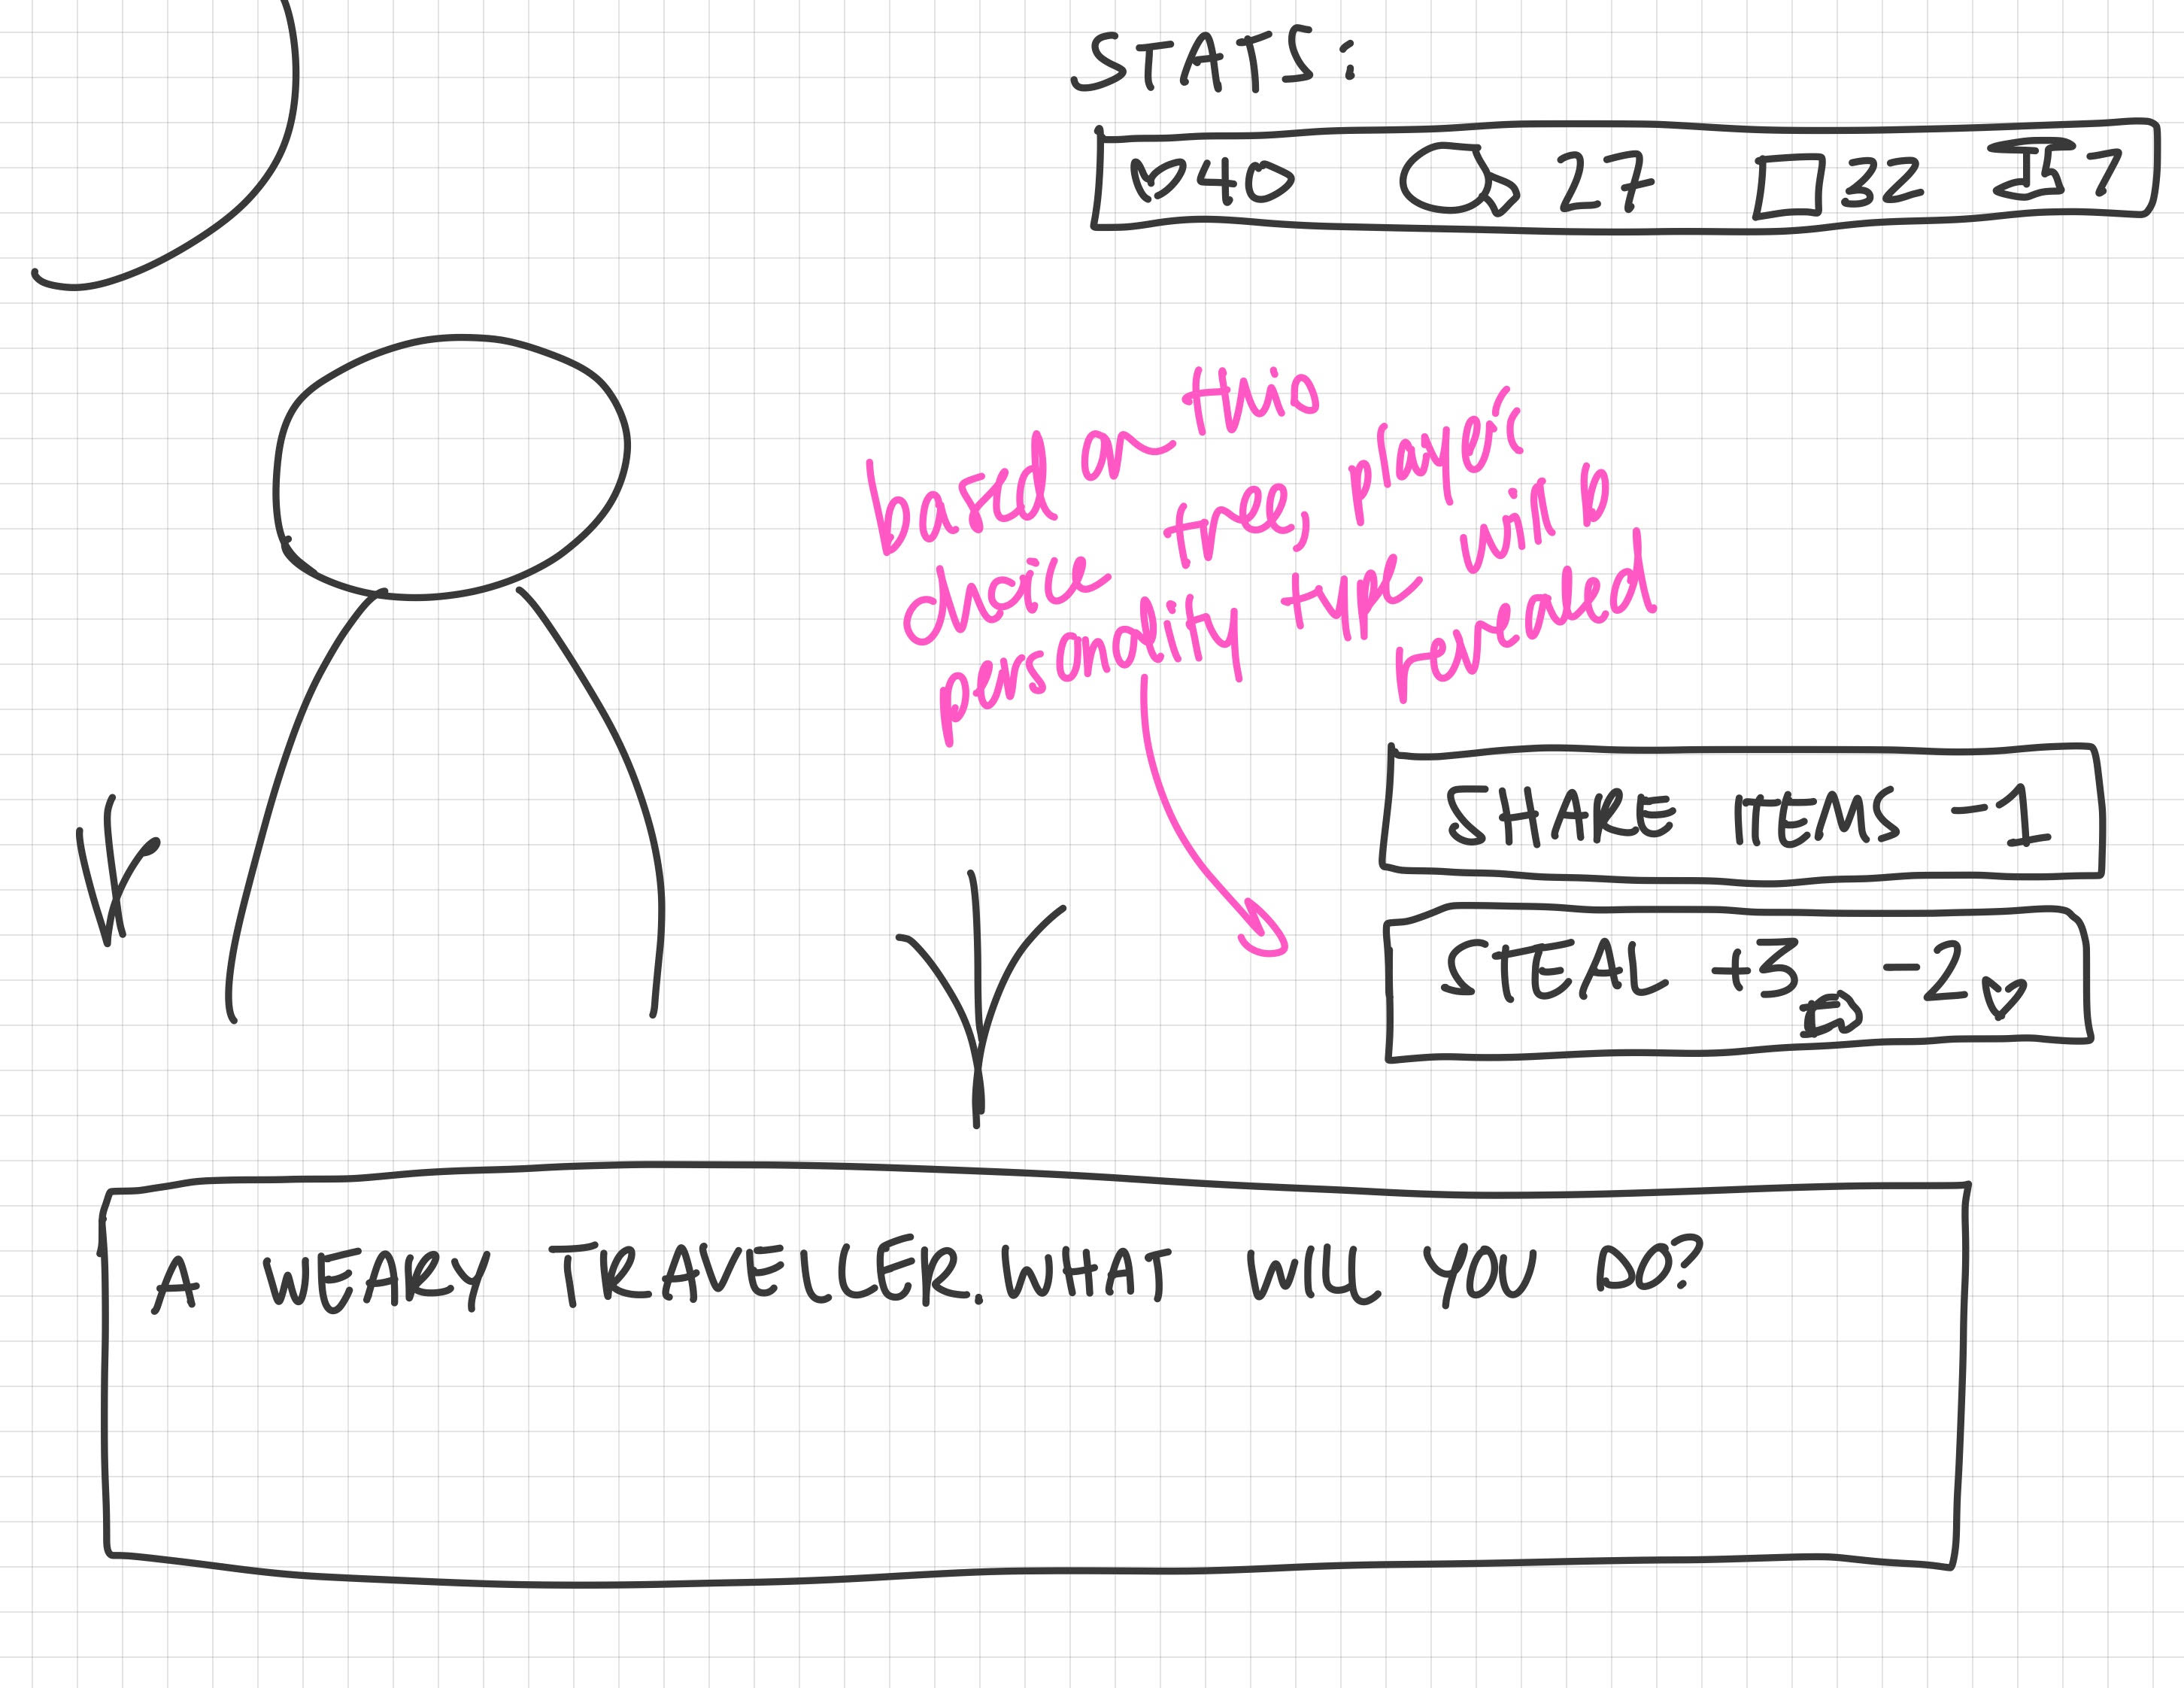 STATS:
40 27 32 7
based on this
choice tree, player
personality type will be
revealed
SHARE ITEMS -1
STEAL +3 -2
A WEARY TRAVELLER. WHAT WILL YOU DO?